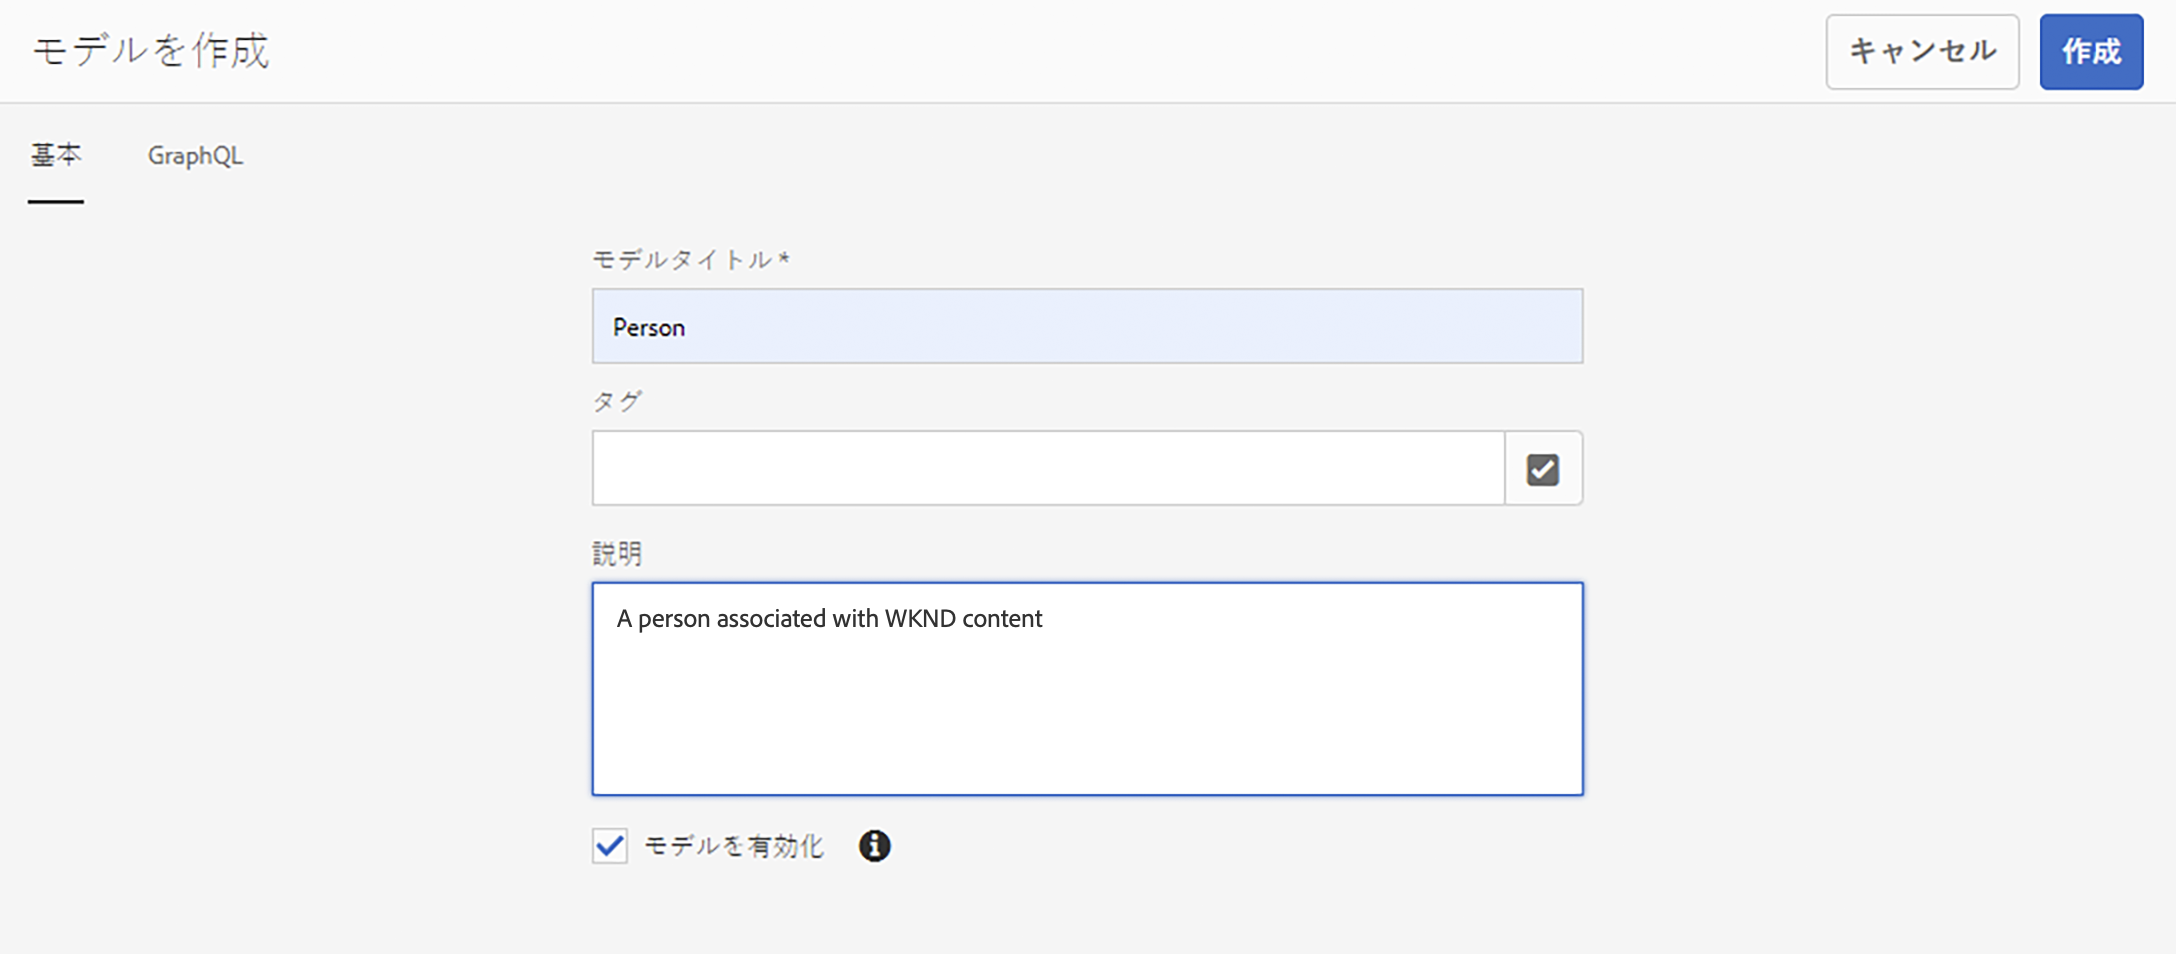 モデルを作成
キャンセル
作成
基本
GraphQL
モデルタイトル *
Person
タグ
説明
A person associated with WKND content
モデルを有効化